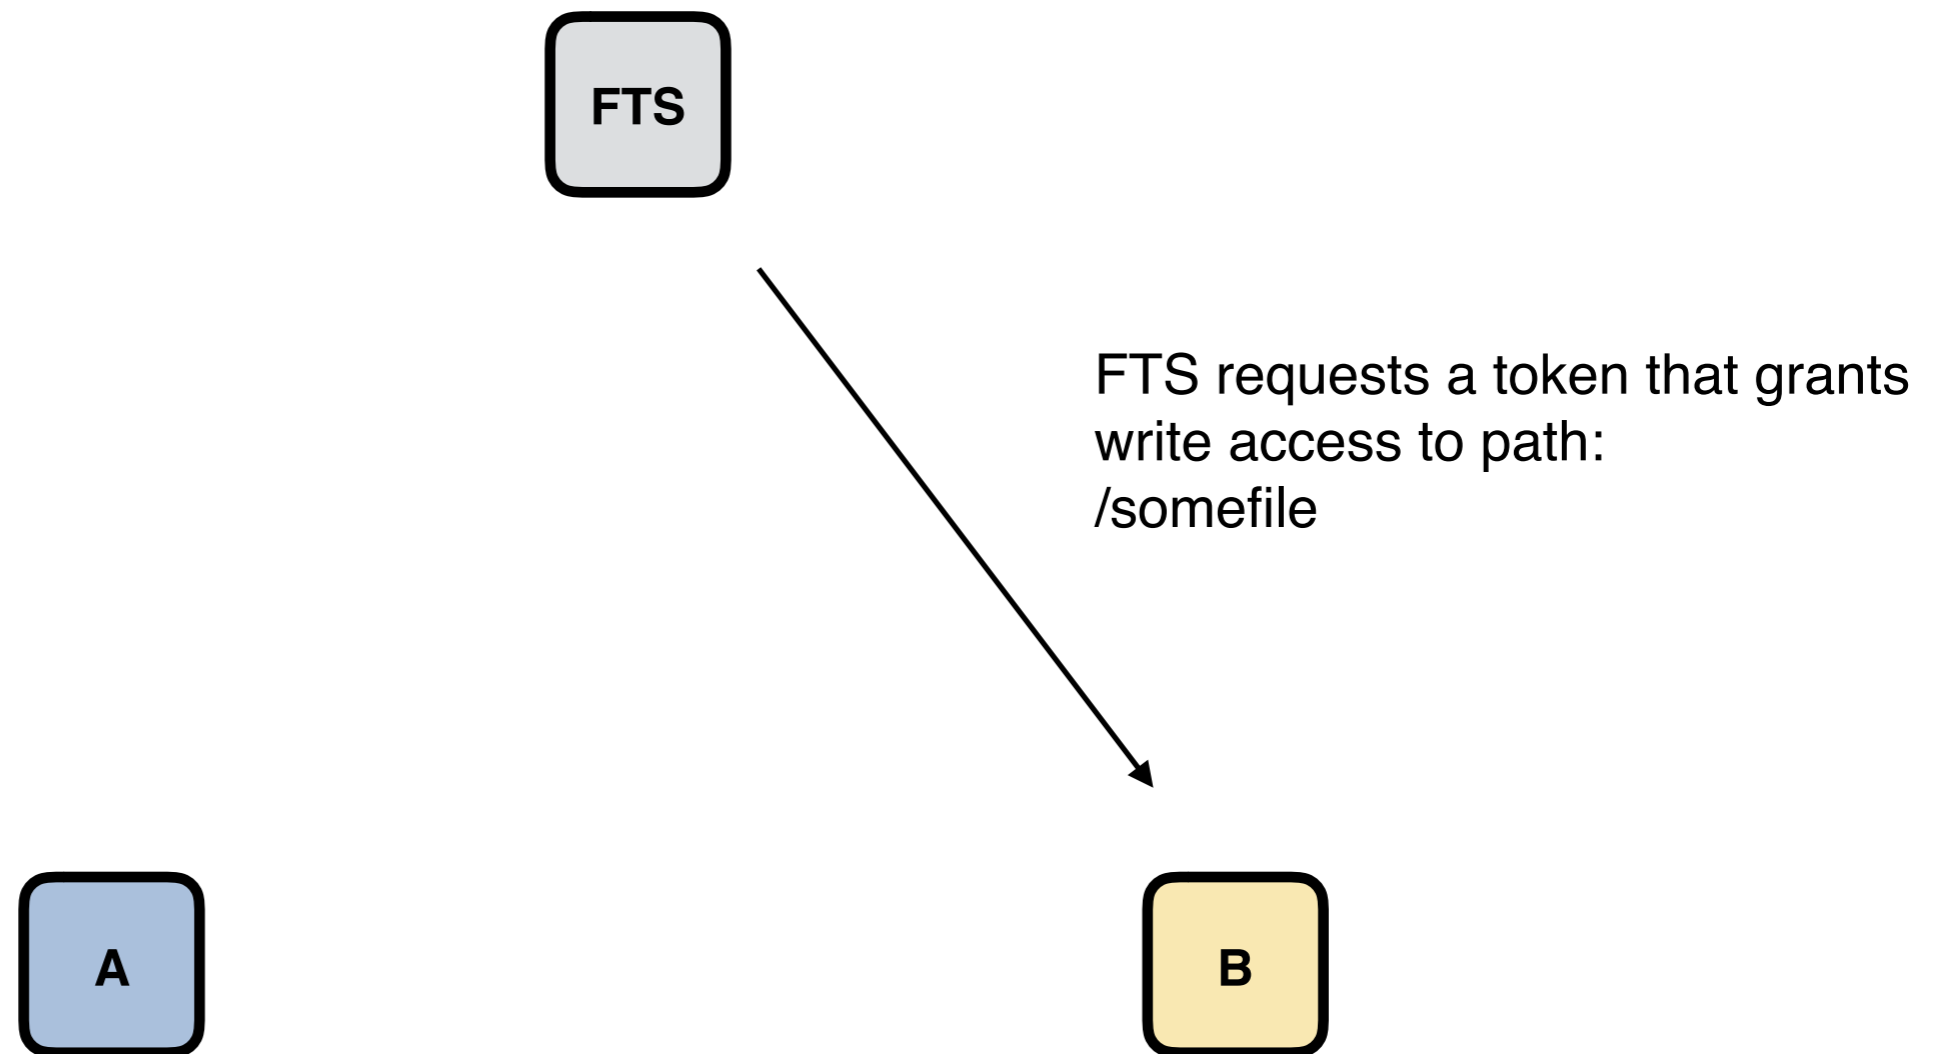 FTS
FTS requests a token that grants
write access to path:
/somefile
A
B